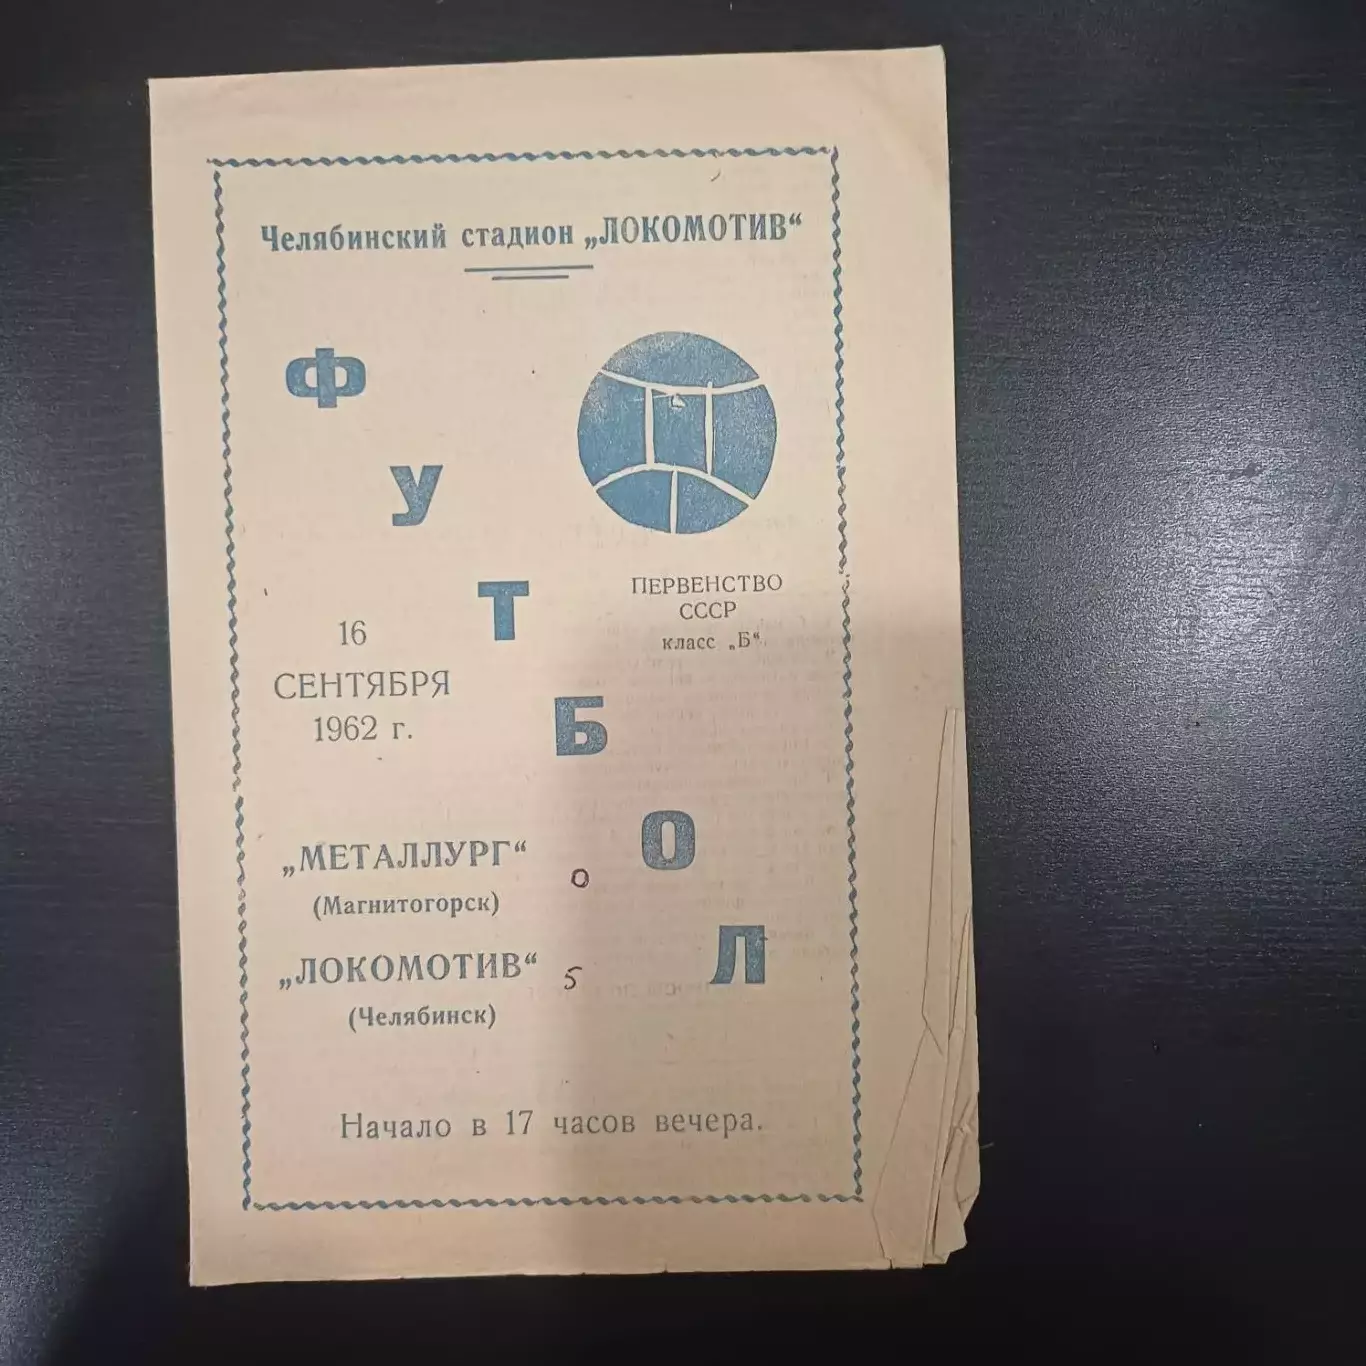 Челябинский стадион „ЛОКОМОТИВ“
ФУТБОЛ
ПЕРВЕНСТВО
СССР
класс „Б“
16
СЕНТЯБРЯ
1962 г.
„МЕТАЛЛУРГ“ 0
(Магнитогорск)
„ЛОКОМОТИВ“ 5
(Челябинск)
Начало в 17 часов вечера.